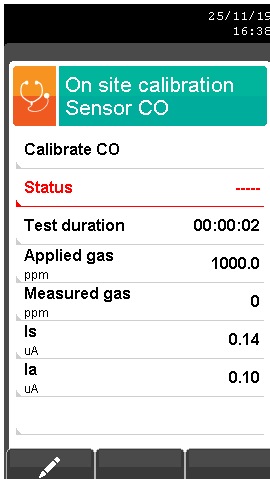 25/11/19
16:38
On site calibration
Sensor CO
Calibrate CO
Status -----
Test duration 00:00:02
Applied gas 1000.0
ppm
Measured gas 0
ppm
Is 0.14
uA
Ia 0.10
uA